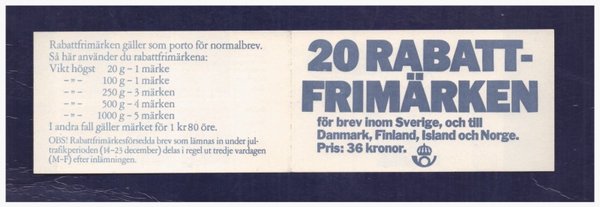 Rabattfrimärken gäller som porto för normalbrev.
Så här använder du rabattfrimärkena:
Vikt högst 20 g – 1 märke
–"– 100 g – 1 märke
–"– 250 g – 3 märken
–"– 500 g – 4 märken
–"– 1000 g – 5 märken
I andra fall gäller märket för 1 kr 80 öre.
OBS! Rabattfrimärkesförsedda brev som lämnas in under jul-
trafikperioden (14–23 december) delas i regel ut tredje vardagen
(M–F) efter inlämningen.
20 RABATT-
FRIMÄRKEN
för brev inom Sverige, och till
Danmark, Finland, Island och Norge.
Pris: 36 kronor.